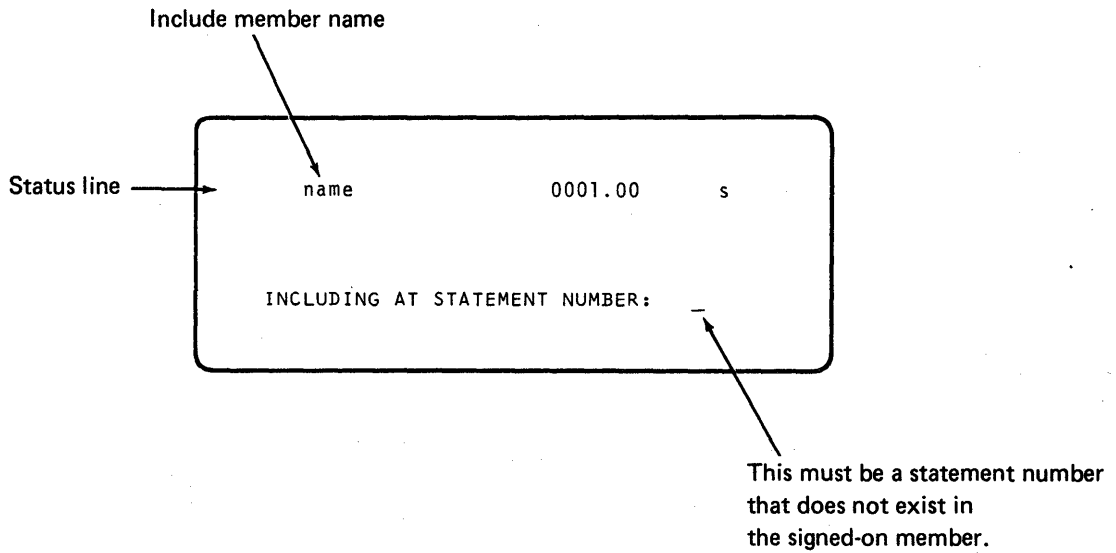 Include member name
Status line
name 0001.00 s
INCLUDING AT STATEMENT NUMBER: _
This must be a statement number
that does not exist in
the signed-on member.